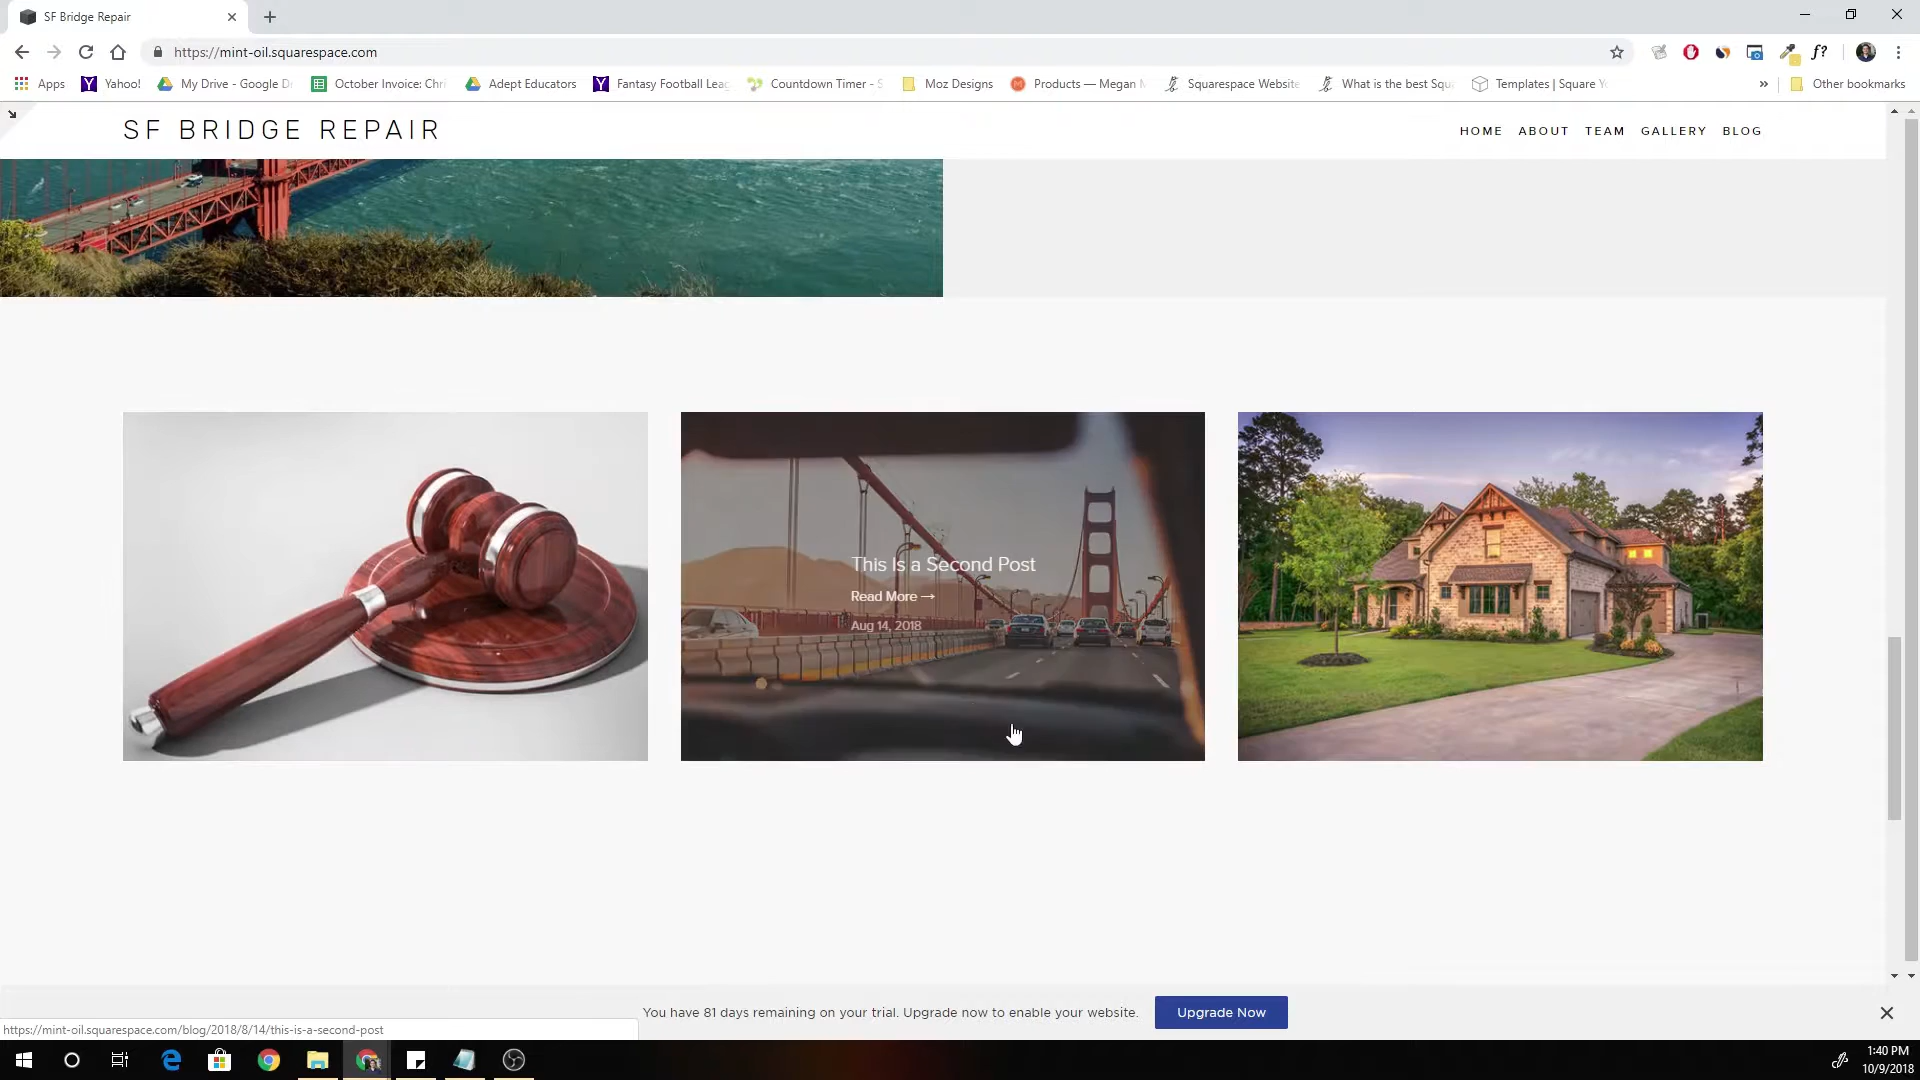 SF Bridge Repair
https://mint-oil.squarespace.com
f?
Apps
Yahoo!
My Drive - Google Dr
October Invoice: Chri
Adept Educators
Fantasy Football Leag
Countdown Timer - S
Moz Designs
Products — Megan M
Squarespace Website
What is the best Squ
Templates | Square Yo
»
Other bookmarks
SF BRIDGE REPAIR
HOME ABOUT TEAM GALLERY BLOG
This Is a Second Post
Read More →
Aug 14, 2018
You have 81 days remaining on your trial. Upgrade now to enable your website.
Upgrade Now
https://mint-oil.squarespace.com/blog/2018/8/14/this-is-a-second-post
1:40 PM
10/9/2018